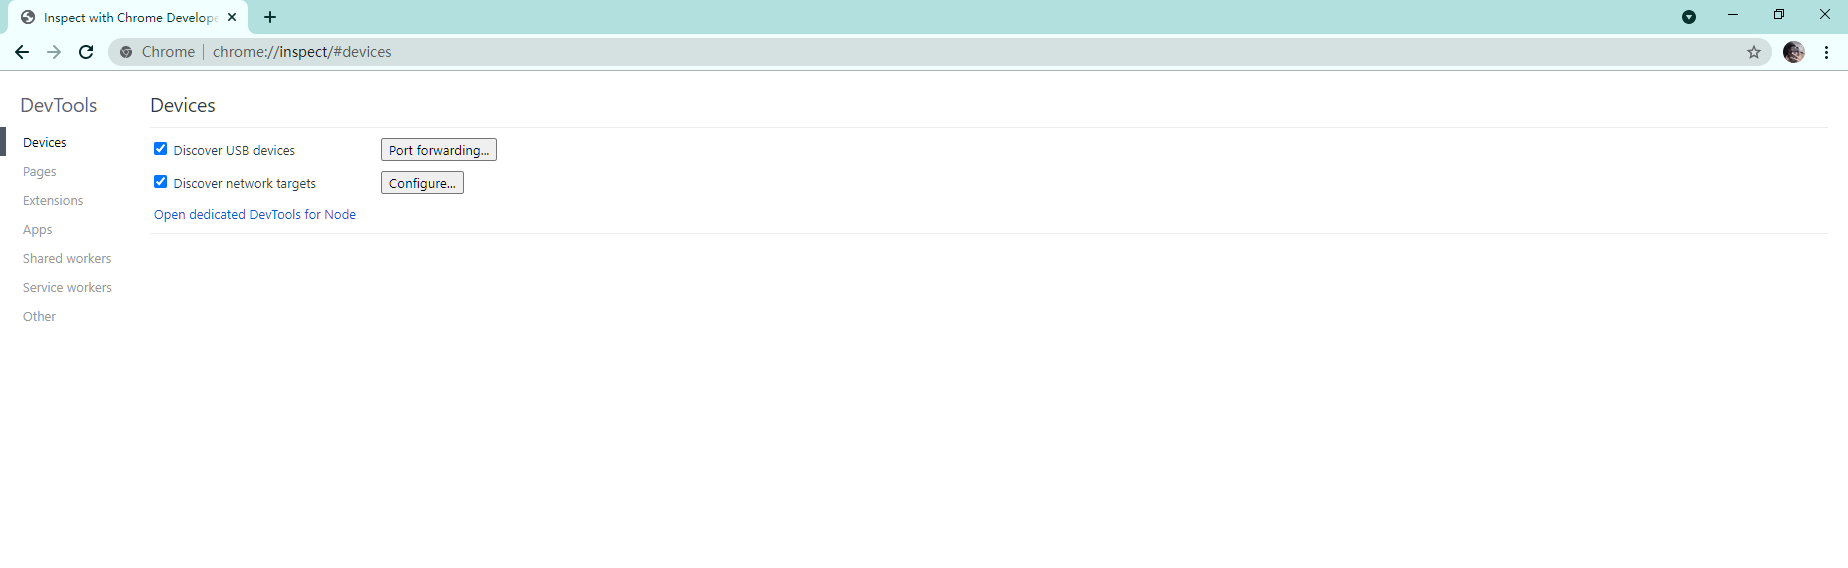 Inspect with Chrome Develope
Chrome | chrome://inspect/#devices
DevTools
Devices
Pages
Extensions
Apps
Shared workers
Service workers
Other
Devices
Discover USB devices
Port forwarding...
Discover network targets
Configure...
Open dedicated DevTools for Node